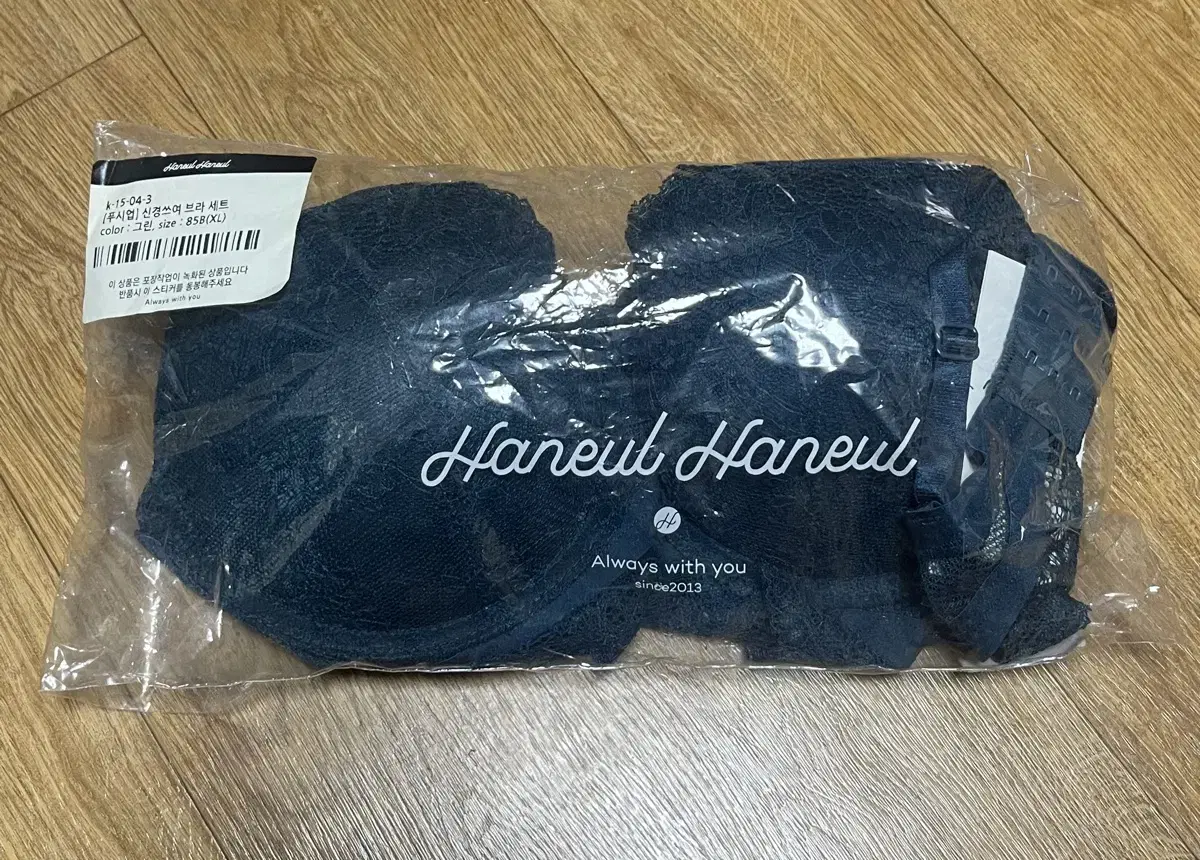 Haneul Haneul
k-15-04-3
[푸시업] 신경쓰여 브라 세트
color : 그린, size : 85B(XL)
이 상품은 포장작업이 녹화된 상품입니다
반품시 이 스티커를 동봉해주세요
Always with you
Haneul Haneul
H
Always with you
since2013